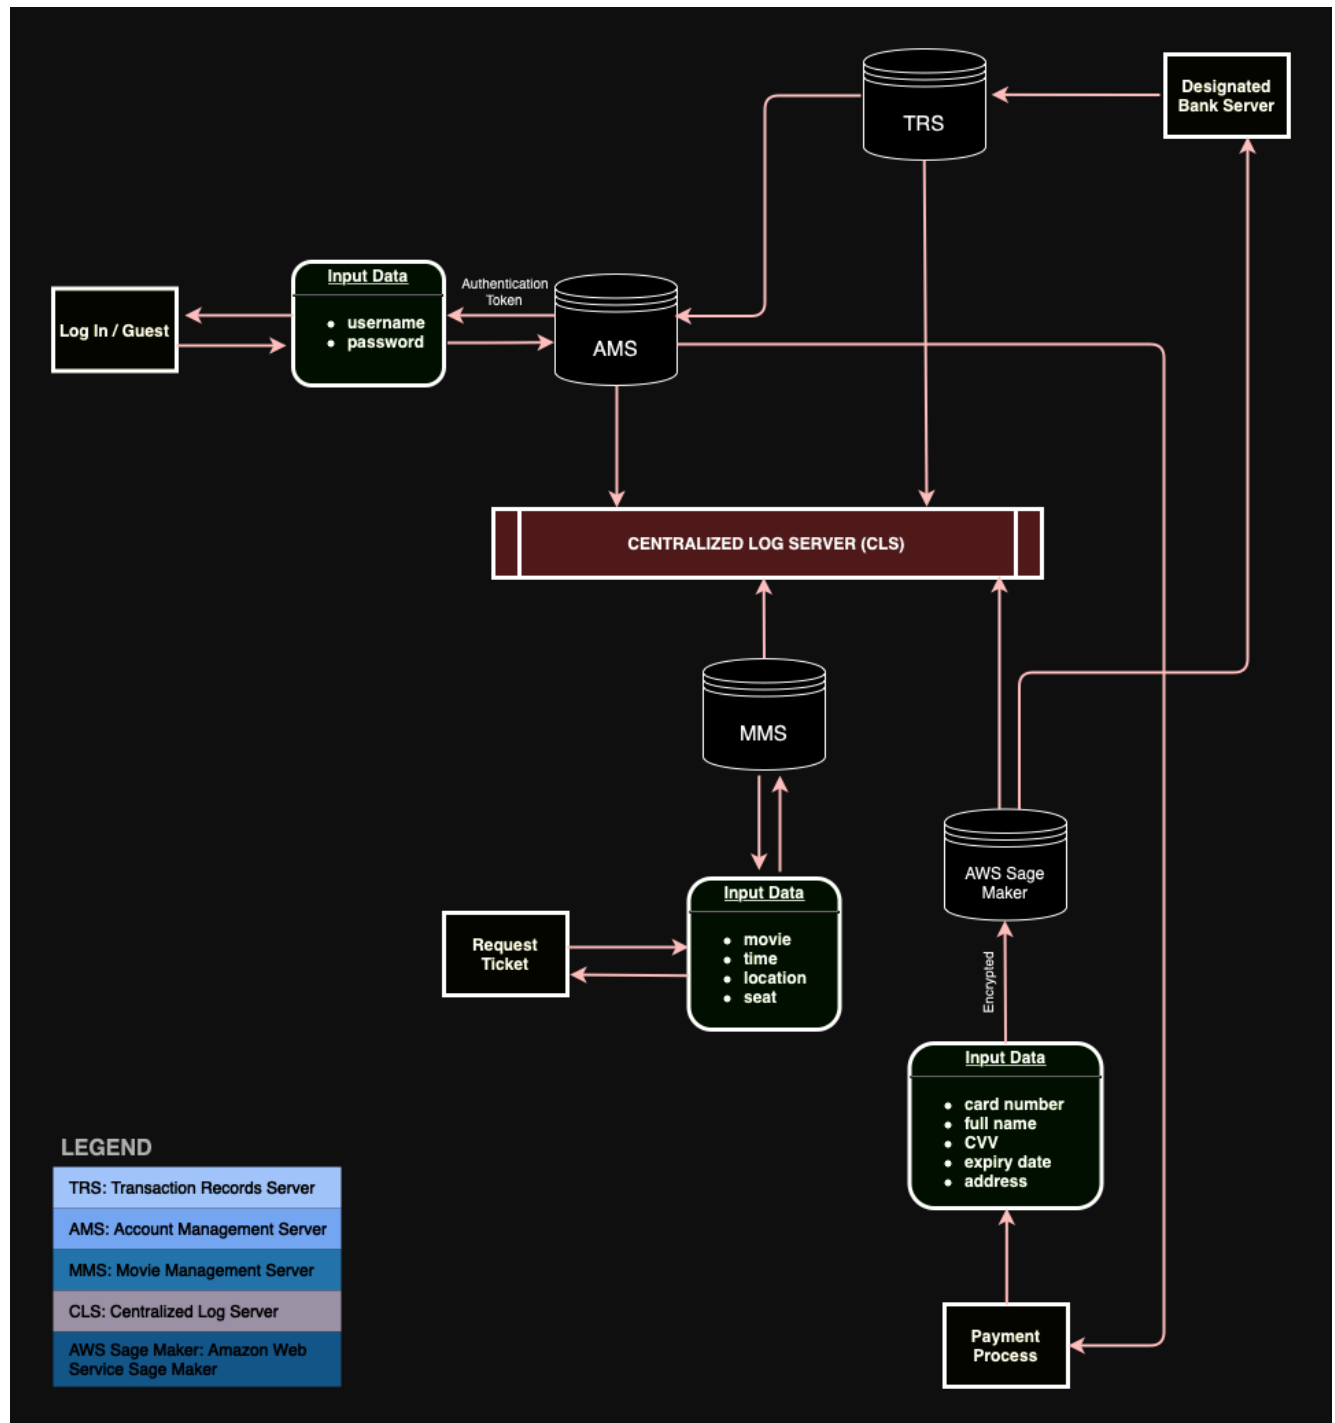 TRS
Designated
Bank Server
Input Data
username
password
Authentication
Token
Log In / Guest
AMS
CENTRALIZED LOG SERVER (CLS)
MMS
AWS Sage
Maker
Input Data
movie
time
location
seat
Request
Ticket
Encrypted
Input Data
card number
full name
CVV
expiry date
address
Payment
Process
LEGEND
TRS: Transaction Records Server
AMS: Account Management Server
MMS: Movie Management Server
CLS: Centralized Log Server
AWS Sage Maker: Amazon Web
Service Sage Maker